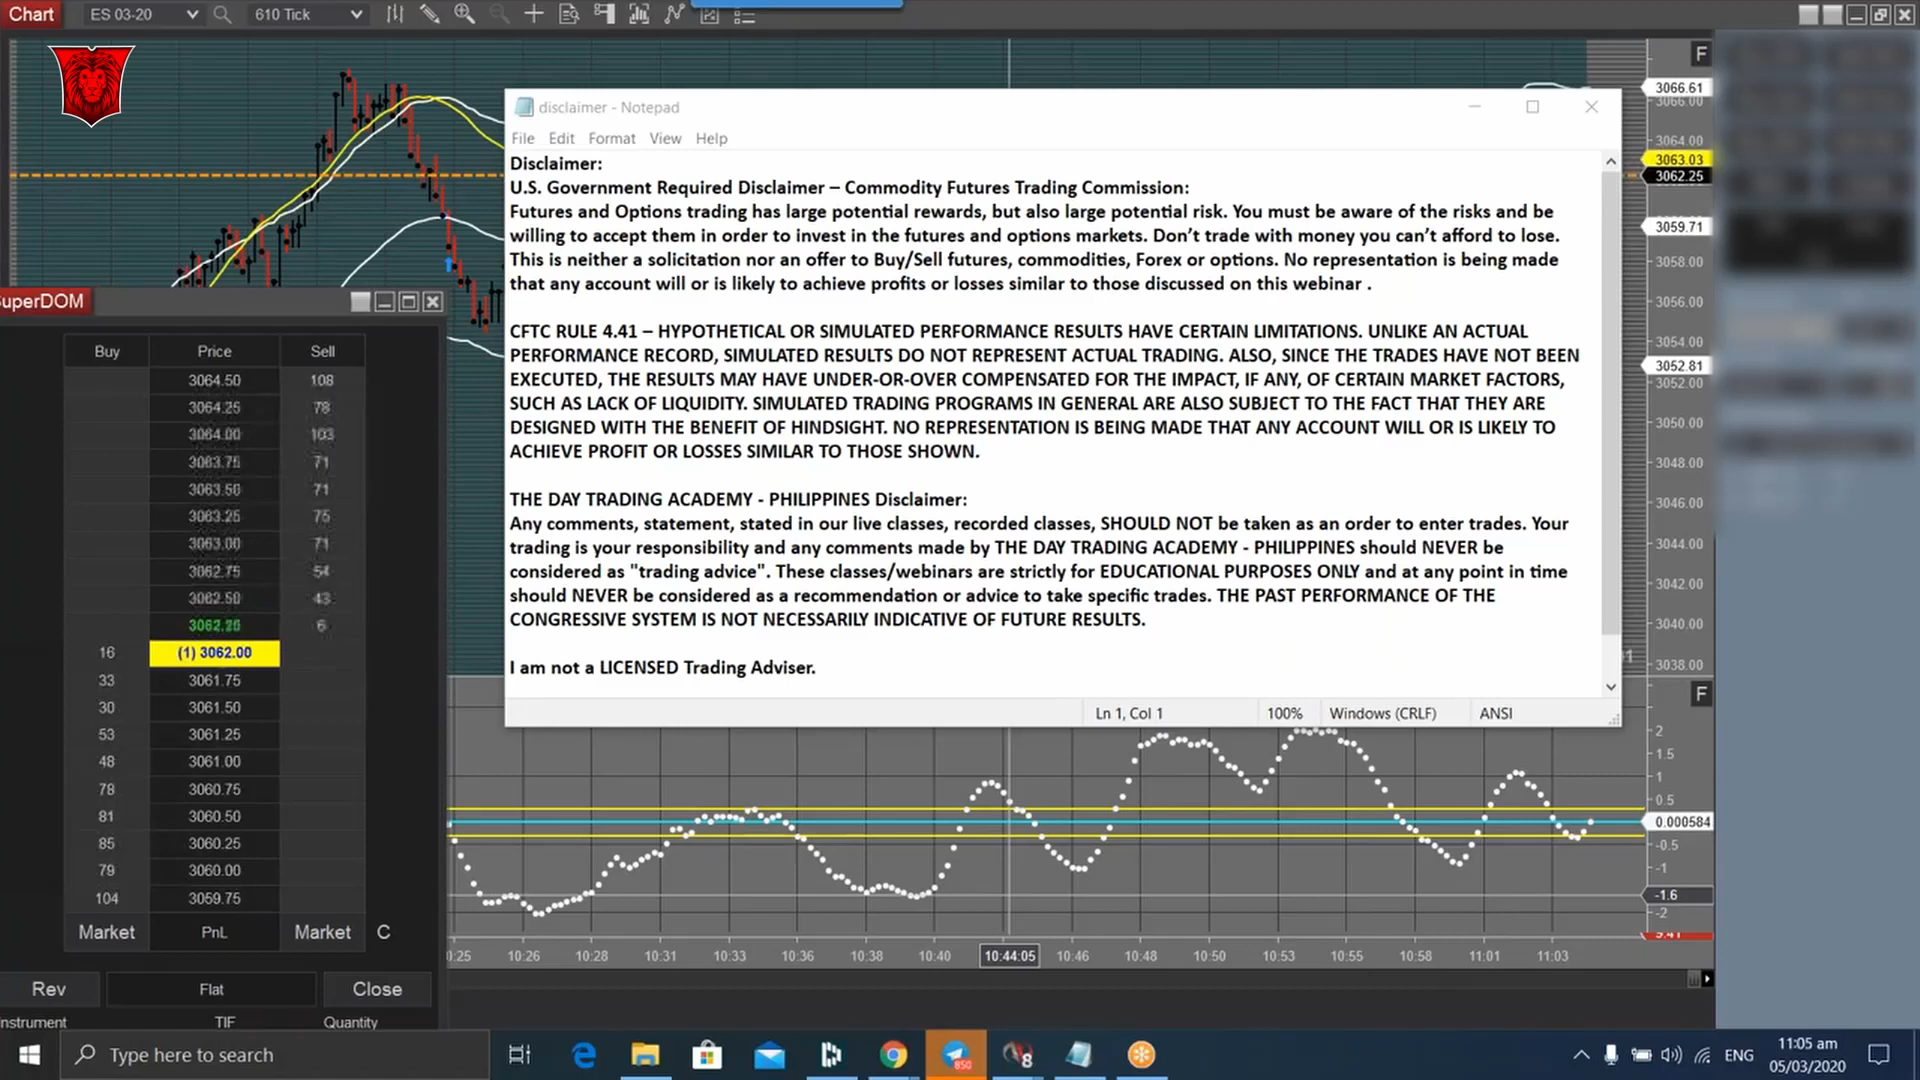 Chart
ES 03-20
610 Tick
F
disclaimer - Notepad
File Edit Format View Help
Disclaimer:
U.S. Government Required Disclaimer – Commodity Futures Trading Commission:
Futures and Options trading has large potential rewards, but also large potential risk. You must be aware of the risks and be
willing to accept them in order to invest in the futures and options markets. Don’t trade with money you can’t afford to lose.
This is neither a solicitation nor an offer to Buy/Sell futures, commodities, Forex or options. No representation is being made
that any account will or is likely to achieve profits or losses similar to those discussed on this webinar .
CFTC RULE 4.41 – HYPOTHETICAL OR SIMULATED PERFORMANCE RESULTS HAVE CERTAIN LIMITATIONS. UNLIKE AN ACTUAL
PERFORMANCE RECORD, SIMULATED RESULTS DO NOT REPRESENT ACTUAL TRADING. ALSO, SINCE THE TRADES HAVE NOT BEEN
EXECUTED, THE RESULTS MAY HAVE UNDER-OR-OVER COMPENSATED FOR THE IMPACT, IF ANY, OF CERTAIN MARKET FACTORS,
SUCH AS LACK OF LIQUIDITY. SIMULATED TRADING PROGRAMS IN GENERAL ARE ALSO SUBJECT TO THE FACT THAT THEY ARE
DESIGNED WITH THE BENEFIT OF HINDSIGHT. NO REPRESENTATION IS BEING MADE THAT ANY ACCOUNT WILL OR IS LIKELY TO
ACHIEVE PROFIT OR LOSSES SIMILAR TO THOSE SHOWN.
THE DAY TRADING ACADEMY - PHILIPPINES Disclaimer:
Any comments, statement, stated in our live classes, recorded classes, SHOULD NOT be taken as an order to enter trades. Your
trading is your responsibility and any comments made by THE DAY TRADING ACADEMY - PHILIPPINES should NEVER be
considered as "trading advice". These classes/webinars are strictly for EDUCATIONAL PURPOSES ONLY and at any point in time
should NEVER be considered as a recommendation or advice to take specific trades. THE PAST PERFORMANCE OF THE
CONGRESSIVE SYSTEM IS NOT NECESSARILY INDICATIVE OF FUTURE RESULTS.
I am not a LICENSED Trading Adviser.
Ln 1, Col 1 100% Windows (CRLF) ANSI
3066.61
3066.00
3064.00
3063.03
3062.25
3059.71
3058.00
3056.00
3054.00
3052.81
3052.00
3050.00
3048.00
3046.00
3044.00
3042.00
3040.00
3038.00
SuperDOM
Buy Price Sell
3064.50 108
3064.25 78
3064.00 103
3063.75 71
3063.50 71
3063.25 75
3063.00 71
3062.75 54
3062.50 43
3062.25 6
16 (1) 3062.00
33 3061.75
30 3061.50
53 3061.25
48 3061.00
78 3060.75
81 3060.50
85 3060.25
79 3060.00
104 3059.75
Market PnL Market C
Rev Flat Close
Instrument TIF Quantity
F
2
1.5
1
0.5
0.000584
-0.5
-1
-1.6
-2
9.41
0:25 10:26 10:28 10:31 10:33 10:36 10:38 10:40 10:44:05 10:46 10:48 10:50 10:53 10:55 10:58 11:01 11:03
Type here to search
850
8
ENG
11:05 am
05/03/2020